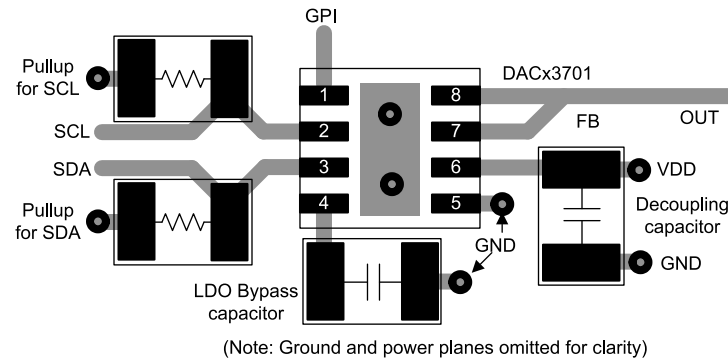 GPI
Pullup
for SCL
DACx3701
1
8
SCL
2
7
FB
OUT
SDA
3
6
VDD
Pullup
for SDA
4
5
Decoupling
capacitor
GND
GND
LDO Bypass
capacitor
(Note: Ground and power planes omitted for clarity)